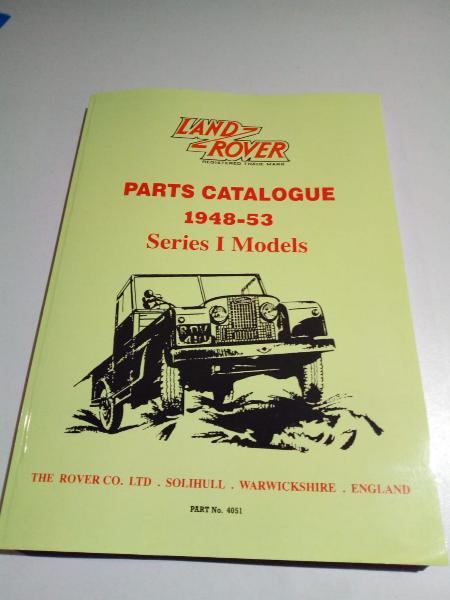 LAND
ROVER
REGISTERED TRADE MARK
PARTS CATALOGUE
1948-53
Series I Models
THE ROVER CO. LTD . SOLIHULL . WARWICKSHIRE . ENGLAND
PART No. 4051